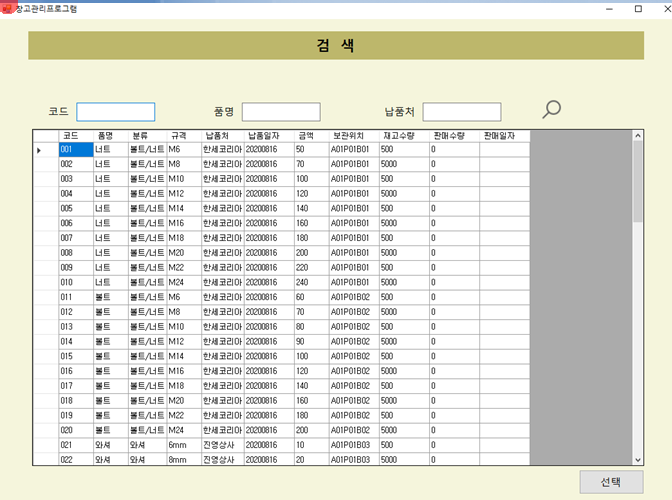 창고관리프로그램
검 색
코드 품명 납품처
코드 품명 분류 규격 납품처 납품일자 금액 보관위치 재고수량 판매수량 판매일자
001 너트 볼트/너트 M6 한세코리아 20200816 50 A01P01B01 500 0
002 너트 볼트/너트 M8 한세코리아 20200816 70 A01P01B01 5000 0
003 너트 볼트/너트 M10 한세코리아 20200816 100 A01P01B01 500 0
004 너트 볼트/너트 M12 한세코리아 20200816 120 A01P01B01 5000 0
005 너트 볼트/너트 M14 한세코리아 20200816 140 A01P01B01 500 0
006 너트 볼트/너트 M16 한세코리아 20200816 160 A01P01B01 5000 0
007 너트 볼트/너트 M18 한세코리아 20200816 180 A01P01B01 500 0
008 너트 볼트/너트 M20 한세코리아 20200816 200 A01P01B01 5000 0
009 너트 볼트/너트 M22 한세코리아 20200816 220 A01P01B01 500 0
010 너트 볼트/너트 M24 한세코리아 20200816 240 A01P01B01 5000 0
011 볼트 볼트/너트 M6 한세코리아 20200816 60 A01P01B02 500 0
012 볼트 볼트/너트 M8 한세코리아 20200816 70 A01P01B02 5000 0
013 볼트 볼트/너트 M10 한세코리아 20200816 80 A01P01B02 500 0
014 볼트 볼트/너트 M12 한세코리아 20200816 90 A01P01B02 5000 0
015 볼트 볼트/너트 M14 한세코리아 20200816 100 A01P01B02 500 0
016 볼트 볼트/너트 M16 한세코리아 20200816 120 A01P01B02 5000 0
017 볼트 볼트/너트 M18 한세코리아 20200816 140 A01P01B02 500 0
018 볼트 볼트/너트 M20 한세코리아 20200816 160 A01P01B02 5000 0
019 볼트 볼트/너트 M22 한세코리아 20200816 180 A01P01B02 500 0
020 볼트 볼트/너트 M24 한세코리아 20200816 200 A01P01B02 5000 0
021 와셔 와셔 6mm 진영상사 20200816 10 A01P01B03 500 0
022 와셔 와셔 8mm 진영상사 20200816 20 A01P01B03 5000 0
선택